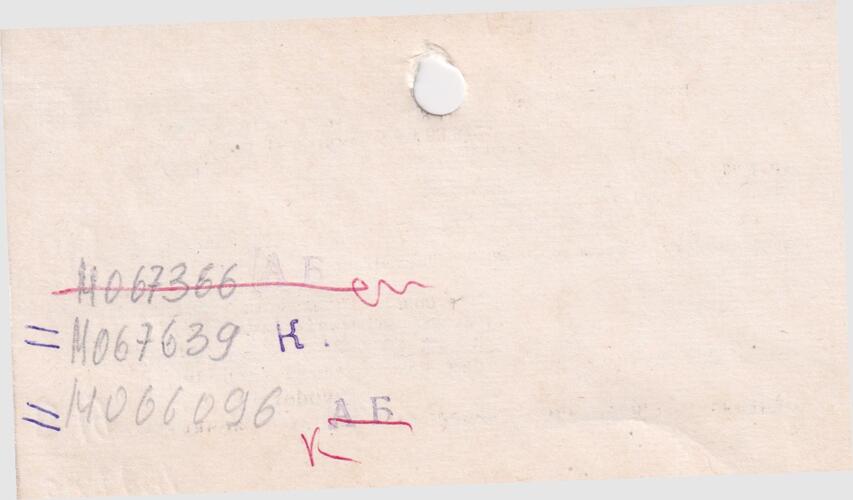 М067366 АБ
= М067639 К.
= М066096 АБ
К